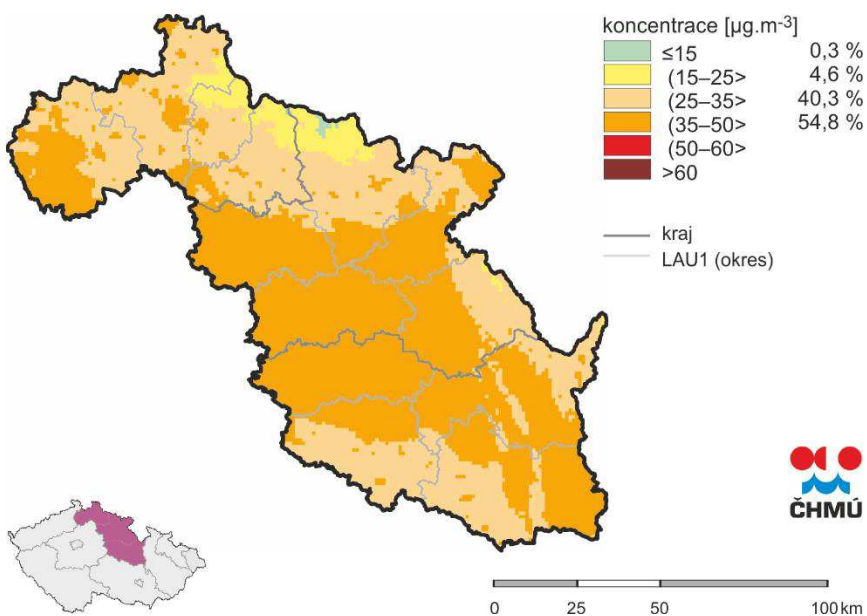 koncentrace [µg.m-3]
≤15 0,3 %
(15–25> 4,6 %
(25–35> 40,3 %
(35–50> 54,8 %
(50–60>
>60
kraj
LAU1 (okres)
ČHMÚ
0 25 50 100 km